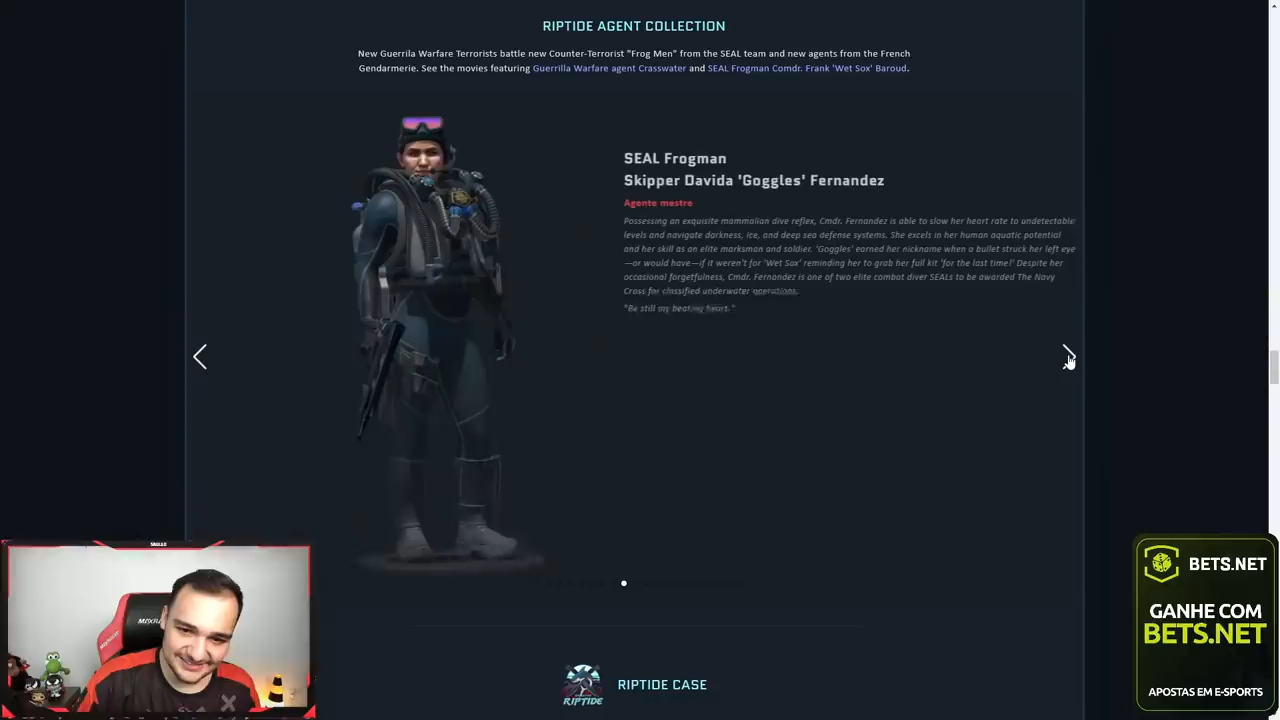 RIPTIDE AGENT COLLECTION
New Guerrila Warfare Terrorists battle new Counter-Terrorist "Frog Men" from the SEAL team and new agents from the French
Gendarmerie. See the movies featuring Guerrilla Warfare agent Crasswater and SEAL Frogman Comdr. Frank 'Wet Sox' Baroud.
SEAL Frogman
Skipper Davida 'Goggles' Fernandez
Agente mestre
Possessing an exquisite mammalian dive reflex, Cmdr. Fernandez is able to slow her heart rate to undetectable
levels and navigate darkness, ice, and deep sea defense systems. She excels in her human aquatic potential
and her skill as an elite marksman and soldier. 'Goggles' earned her nickname when a bullet struck her left eye
—or would have—if it weren't for 'Wet Sox' reminding her to grab her full kit 'for the last time!' Despite her
occasional forgetfulness, Cmdr. Fernandez is one of two elite combat diver SEALs to be awarded The Navy
Cross for classified underwater operations.
"Be still my beating heart."
RIPTIDE
RIPTIDE CASE
BETS.NET
GANHE COM
BETS.NET
APOSTAS EM E-SPORTS